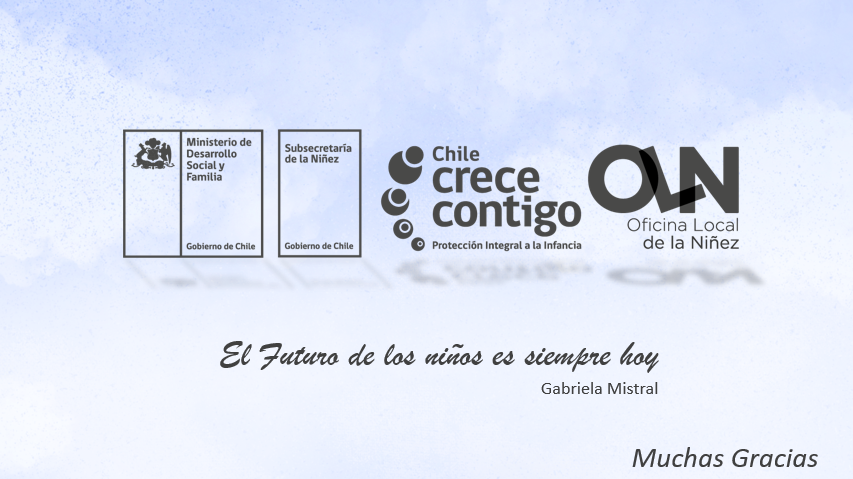 Ministerio de
Desarrollo
Social y
Familia
Gobierno de Chile
Subsecretaría
de la Niñez
Gobierno de Chile
Chile
crece
contigo
Protección Integral a la Infancia
OLN
Oficina Local
de la Niñez
El Futuro de los niños es siempre hoy
Gabriela Mistral
Muchas Gracias